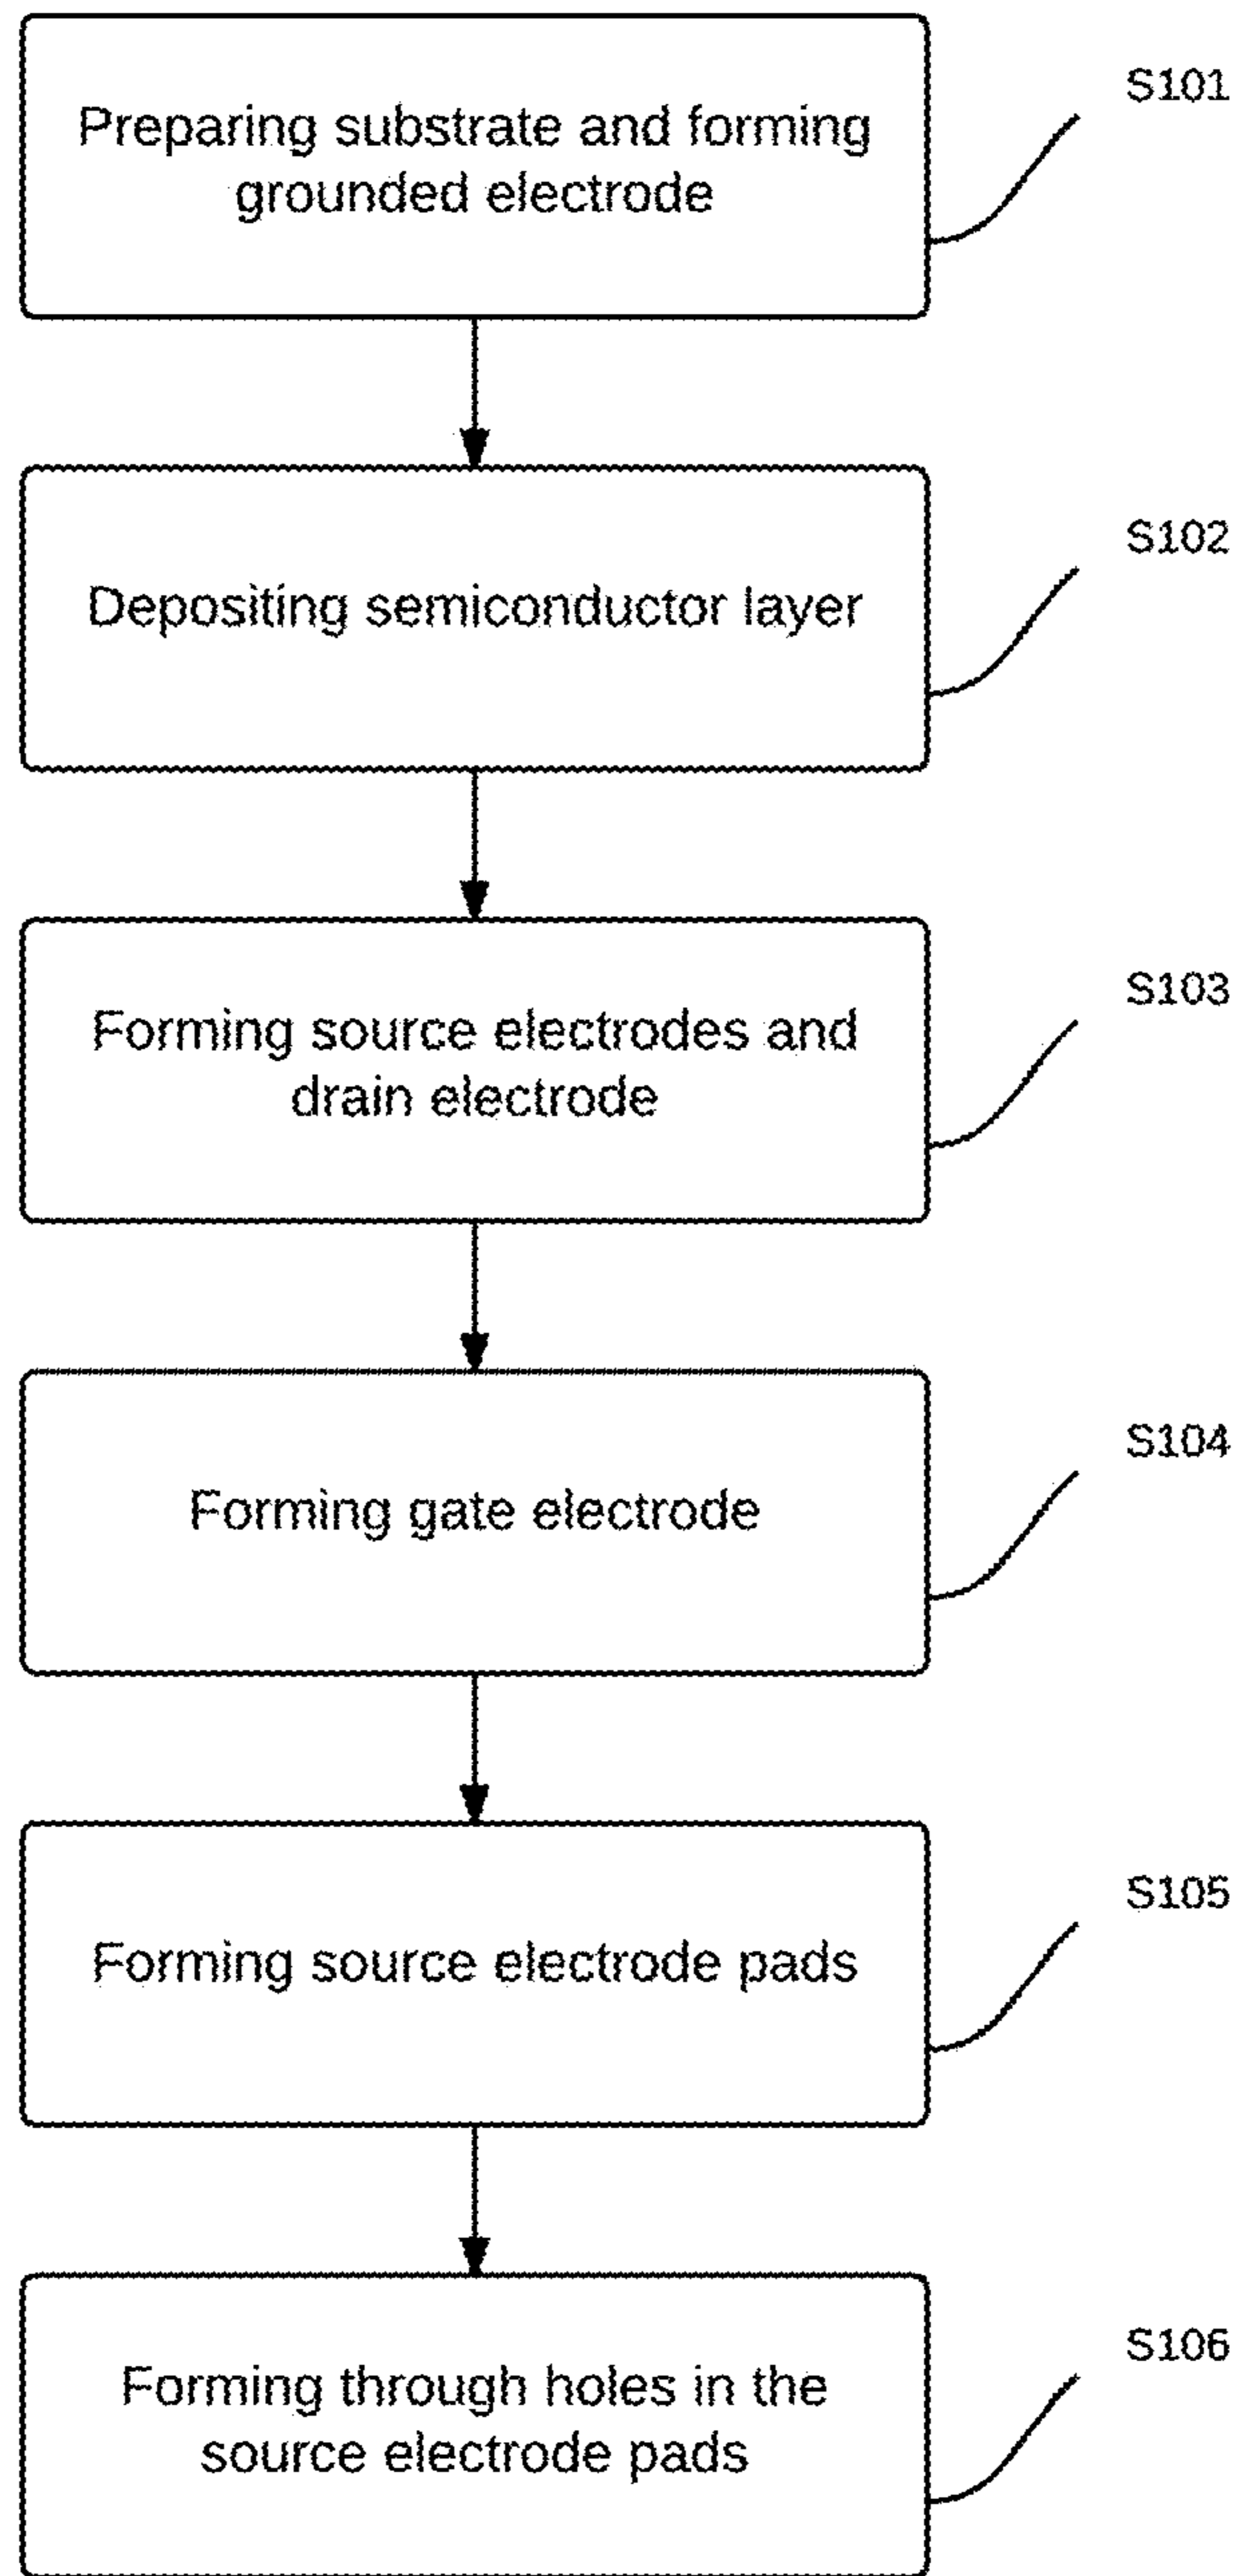 S101
Preparing substrate and forming
grounded electrode
S102
Depositing semiconductor layer
S103
Forming source electrodes and
drain electrode
S104
Forming gate electrode
S105
Forming source electrode pads
S106
Forming through holes in the
source electrode pads